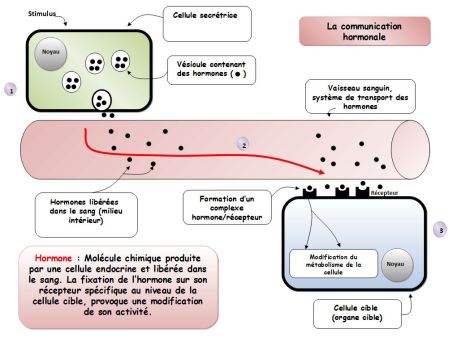 Stimulus
Cellule secrétrice
La communication
hormonale
Noyau
Vésicule contenant
des hormones ( )
1
Vaisseau sanguin,
système de transport des
hormones
2
Hormones libérées
dans le sang (milieu
intérieur)
Formation d'un
complexe
hormone/récepteur
Récepteur
3
Modification du
métabolisme de la
cellule
Noyau
Hormone : Molécule chimique produite
par une cellule endocrine et libérée dans
le sang. La fixation de l'hormone sur son
récepteur spécifique au niveau de la
cellule cible, provoque une modification
de son activité.
Cellule cible
(organe cible)